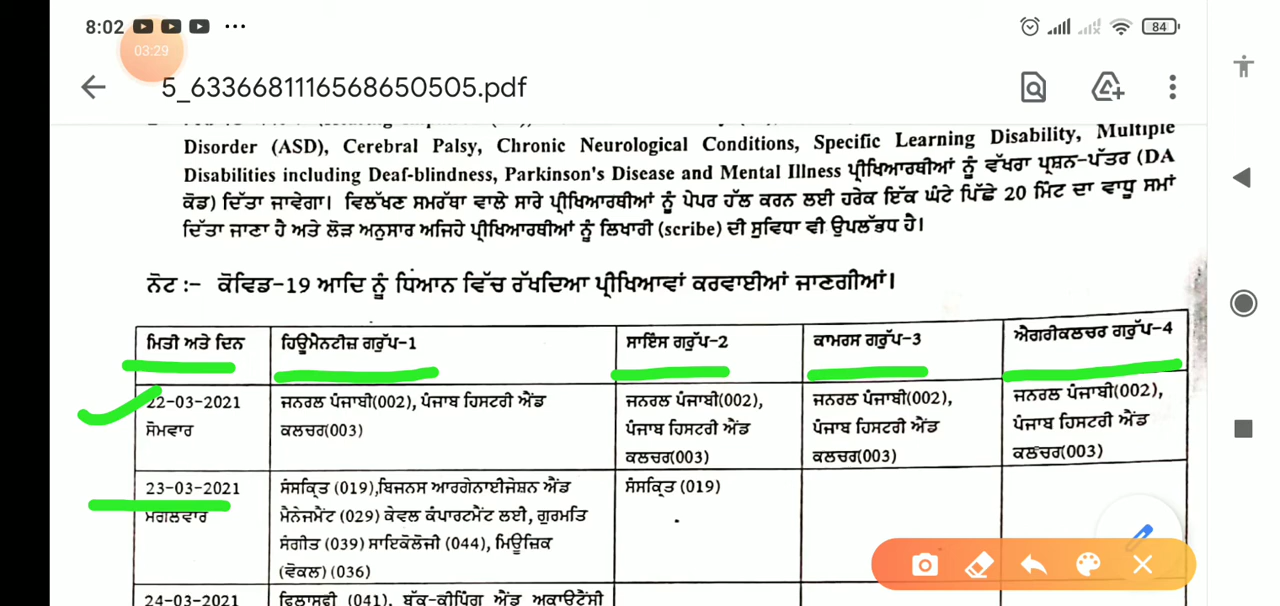 8:02
03:29
84
5_6336681116568650505.pdf
Disorder (ASD), Cerebral Palsy, Chronic Neurological Conditions, Specific Learning Disability, Multiple
Disabilities including Deaf-blindness, Parkinson's Disease and Mental Illness ਪ੍ਰੀਖਿਆਰਥੀਆਂ ਨੂੰ ਵੱਖਰਾ ਪ੍ਰਸ਼ਨ-ਪੱਤਰ (DA
ਕੋਡ) ਦਿੱਤਾ ਜਾਵੇਗਾ। ਵਿਲੱਖਣ ਸਮਰੱਥਾ ਵਾਲੇ ਸਾਰੇ ਪ੍ਰੀਖਿਆਰਥੀਆਂ ਨੂੰ ਪੇਪਰ ਹੱਲ ਕਰਨ ਲਈ ਹਰੇਕ ਇੱਕ ਘੰਟੇ ਪਿੱਛੇ 20 ਮਿੰਟ ਦਾ ਵਾਧੂ ਸਮਾਂ
ਦਿੱਤਾ ਜਾਣਾ ਹੈ ਅਤੇ ਲੋੜ ਅਨੁਸਾਰ ਅਜਿਹੇ ਪ੍ਰੀਖਿਆਰਥੀਆਂ ਨੂੰ ਲਿਖਾਰੀ (scribe) ਦੀ ਸੁਵਿਧਾ ਵੀ ਉਪਲੱਭਧ ਹੈ।
ਨੋਟ :- ਕੋਵਿਡ-19 ਆਦਿ ਨੂੰ ਧਿਆਨ ਵਿੱਚ ਰੱਖਦਿਆ ਪ੍ਰੀਖਿਆਵਾਂ ਕਰਵਾਈਆਂ ਜਾਣਗੀਆਂ।
ਮਿਤੀ ਅਤੇ ਦਿਨ
ਹਿਊਮੈਨਟੀਜ਼ ਗਰੁੱਪ-1
ਸਾਇੰਸ ਗਰੁੱਪ-2
ਕਾਮਰਸ ਗਰੁੱਪ-3
ਐਗਰੀਕਲਚਰ ਗਰੁੱਪ-4
22-03-2021
ਸੋਮਵਾਰ
ਜਨਰਲ ਪੰਜਾਬੀ(002), ਪੰਜਾਬ ਹਿਸਟਰੀ ਐਂਡ
ਕਲਚਰ(003)
ਜਨਰਲ ਪੰਜਾਬੀ(002),
ਪੰਜਾਬ ਹਿਸਟਰੀ ਐਂਡ
ਕਲਚਰ(003)
ਜਨਰਲ ਪੰਜਾਬੀ(002),
ਪੰਜਾਬ ਹਿਸਟਰੀ ਐਂਡ
ਕਲਚਰ(003)
ਜਨਰਲ ਪੰਜਾਬੀ(002),
ਪੰਜਾਬ ਹਿਸਟਰੀ ਐਂਡ
ਕਲਚਰ(003)
23-03-2021
ਮੰਗਲਵਾਰ
ਸੰਸਕ੍ਰਿਤ (019),ਬਿਜਨਸ ਆਰਗੇਨਾਈਜੇਸ਼ਨ ਐਂਡ
ਮੈਨੇਜਮੈਂਟ (029) ਕੇਵਲ ਕੰਪਾਰਟਮੈਂਟ ਲਈ, ਗੁਰਮਤਿ
ਸੰਗੀਤ (039) ਸਾਇਕੋਲੋਜੀ (044), ਮਿਊਜ਼ਿਕ
(ਵੋਕਲ) (036)
ਸੰਸਕ੍ਰਿਤ (019)
24-03-2021
ਫਿਲਾਸਫੀ (041), ਬੁੱਕ-ਕੀਪਿੰਗ ਐਂਡ ਅਕਾਊਟੈਂਸੀ